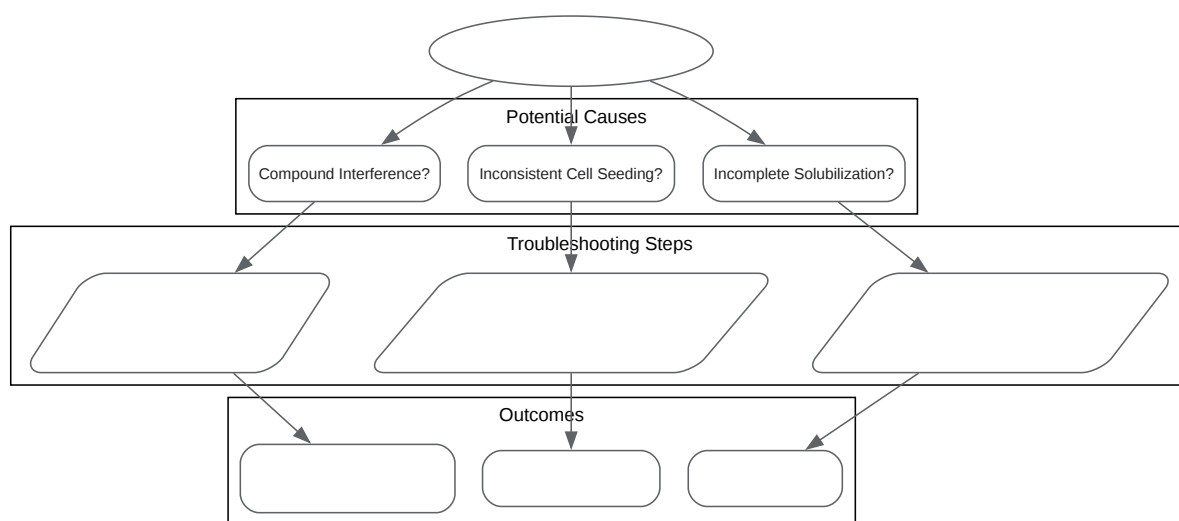 Potential Causes
Compound Interference?
Inconsistent Cell Seeding?
Incomplete Solubilization?
Troubleshooting Steps
Outcomes